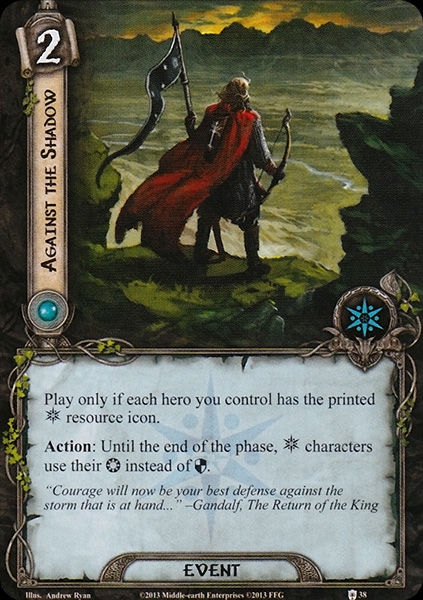 2
AGAINST THE SHADOW
Play only if each hero you control has the printed
resource icon.
Action: Until the end of the phase, characters
use their instead of .
“Courage will now be your best defense against the
storm that is at hand...” –Gandalf, The Return of the King
EVENT
Illus. Andrew Ryan ©2013 Middle-earth Enterprises ©2013 FFG 38